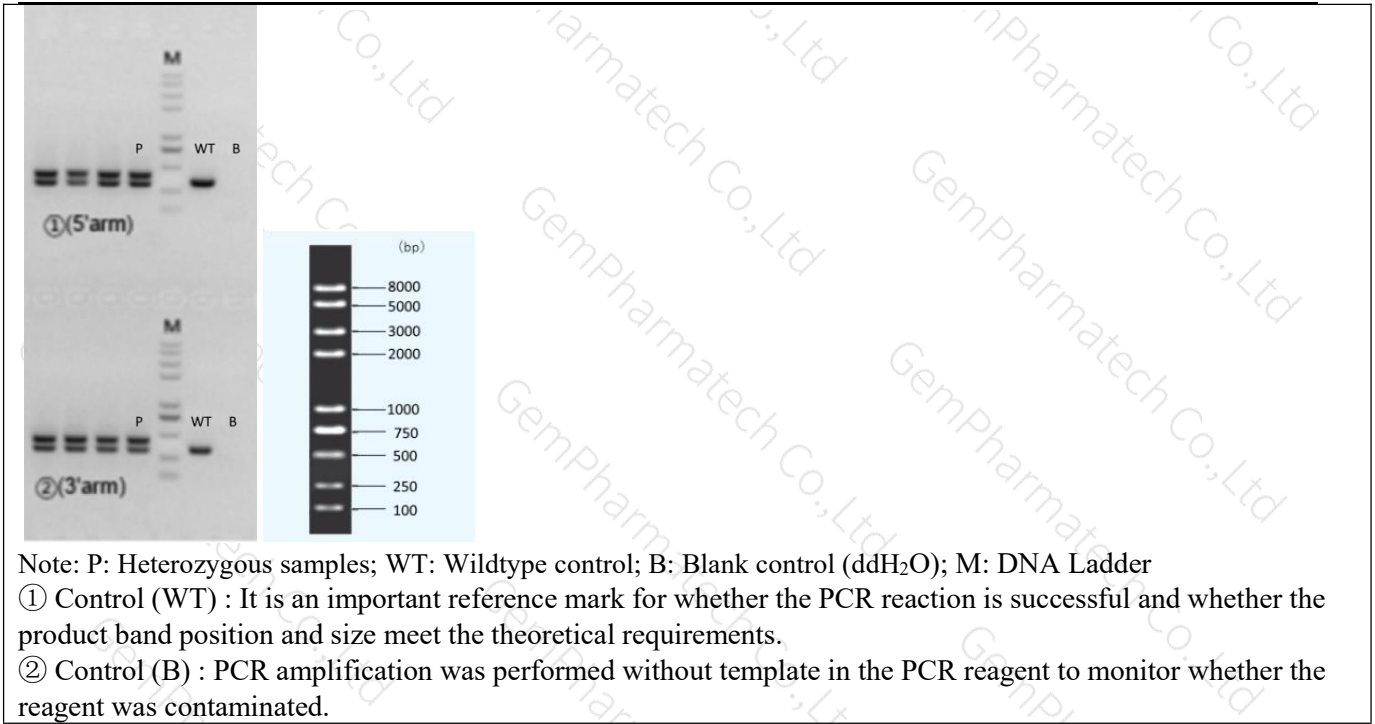 M
P WT B
①(5'arm)
M
P WT B
②(3'arm)
(bp)
8000
5000
3000
2000
1000
750
500
250
100
Note: P: Heterozygous samples; WT: Wildtype control; B: Blank control (ddH₂O); M: DNA Ladder
① Control (WT) : It is an important reference mark for whether the PCR reaction is successful and whether the
product band position and size meet the theoretical requirements.
② Control (B) : PCR amplification was performed without template in the PCR reagent to monitor whether the
reagent was contaminated.
GemPharmatech Co.,Ltd